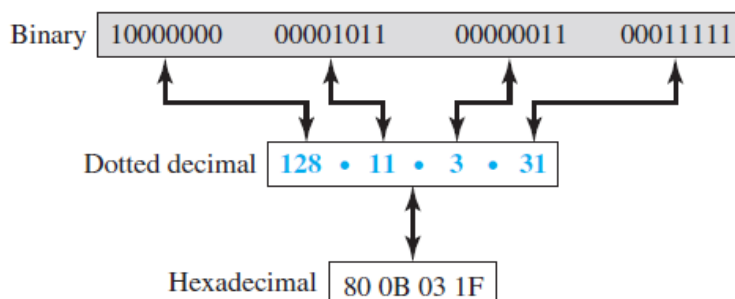 Binary 10000000 00001011 00000011 00011111
Dotted decimal 128 • 11 • 3 • 31
Hexadecimal 80 0B 03 1F